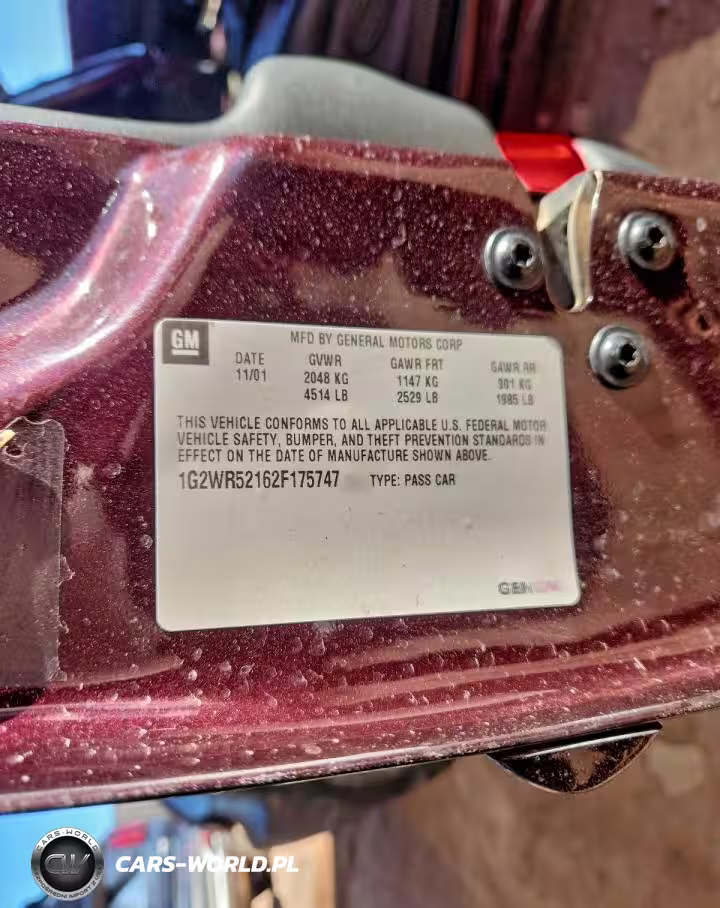 GM
MFD BY GENERAL MOTORS CORP
DATE GVWR GAWR FRT GAWR RR
11/01 2048 KG 1147 KG 901 KG
4514 LB 2529 LB 1985 LB
THIS VEHICLE CONFORMS TO ALL APPLICABLE U.S. FEDERAL MOTOR
VEHICLE SAFETY, BUMPER, AND THEFT PREVENTION STANDARDS IN
EFFECT ON THE DATE OF MANUFACTURE SHOWN ABOVE.
1G2WR52162F175747 TYPE: PASS CAR
CARS-WORLD
CW
CARS-WORLD.PL